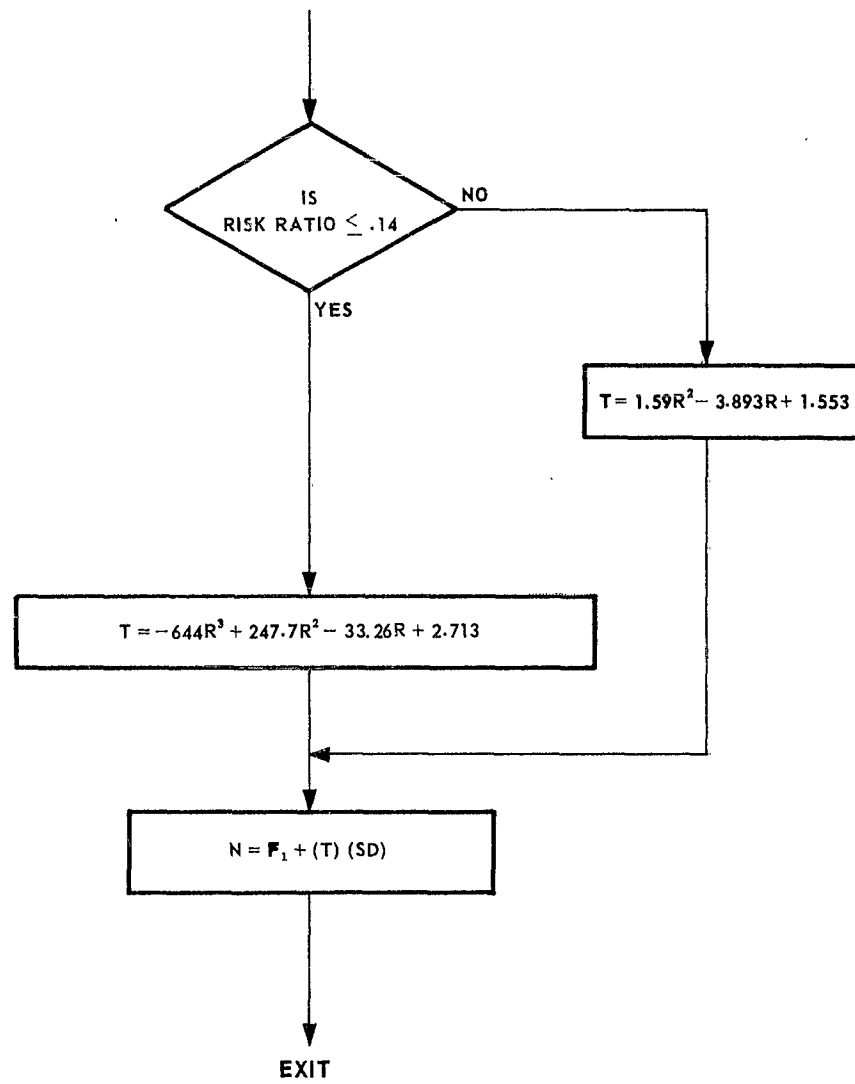 IS
RISK RATIO ≤ .14
NO
YES
T = 1.59R² − 3.893R + 1.553
T = −644R³ + 247.7R² − 33.26R + 2.713
N = F₁ + (T) (SD)
EXIT